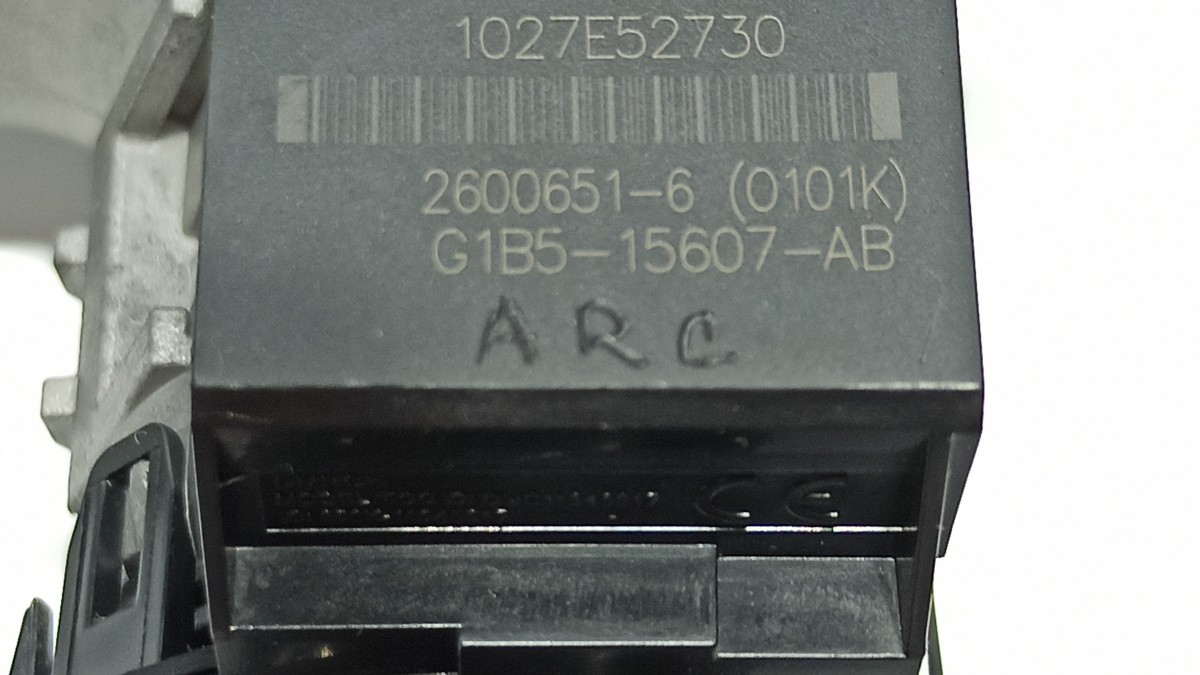 1027E52730
2600651-6 (0101K)
G1B5-15607-AB
ARC
CE